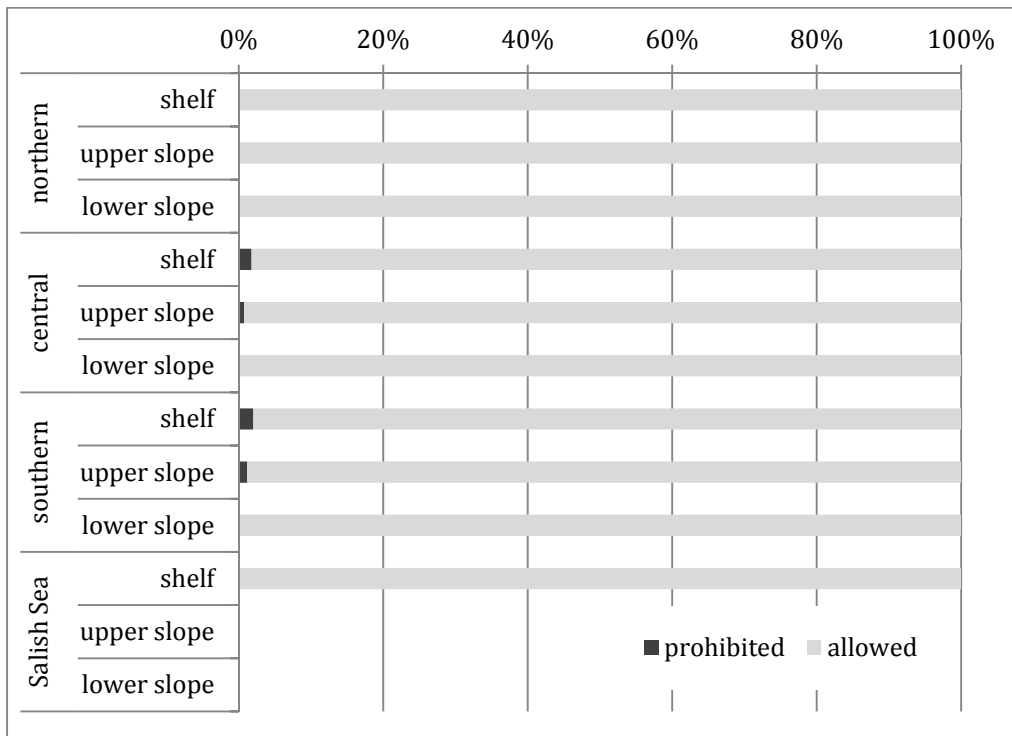 0% 20% 40% 60% 80% 100%
northern
shelf
upper slope
lower slope
central
shelf
upper slope
lower slope
southern
shelf
upper slope
lower slope
Salish Sea
shelf
upper slope
lower slope
prohibited allowed